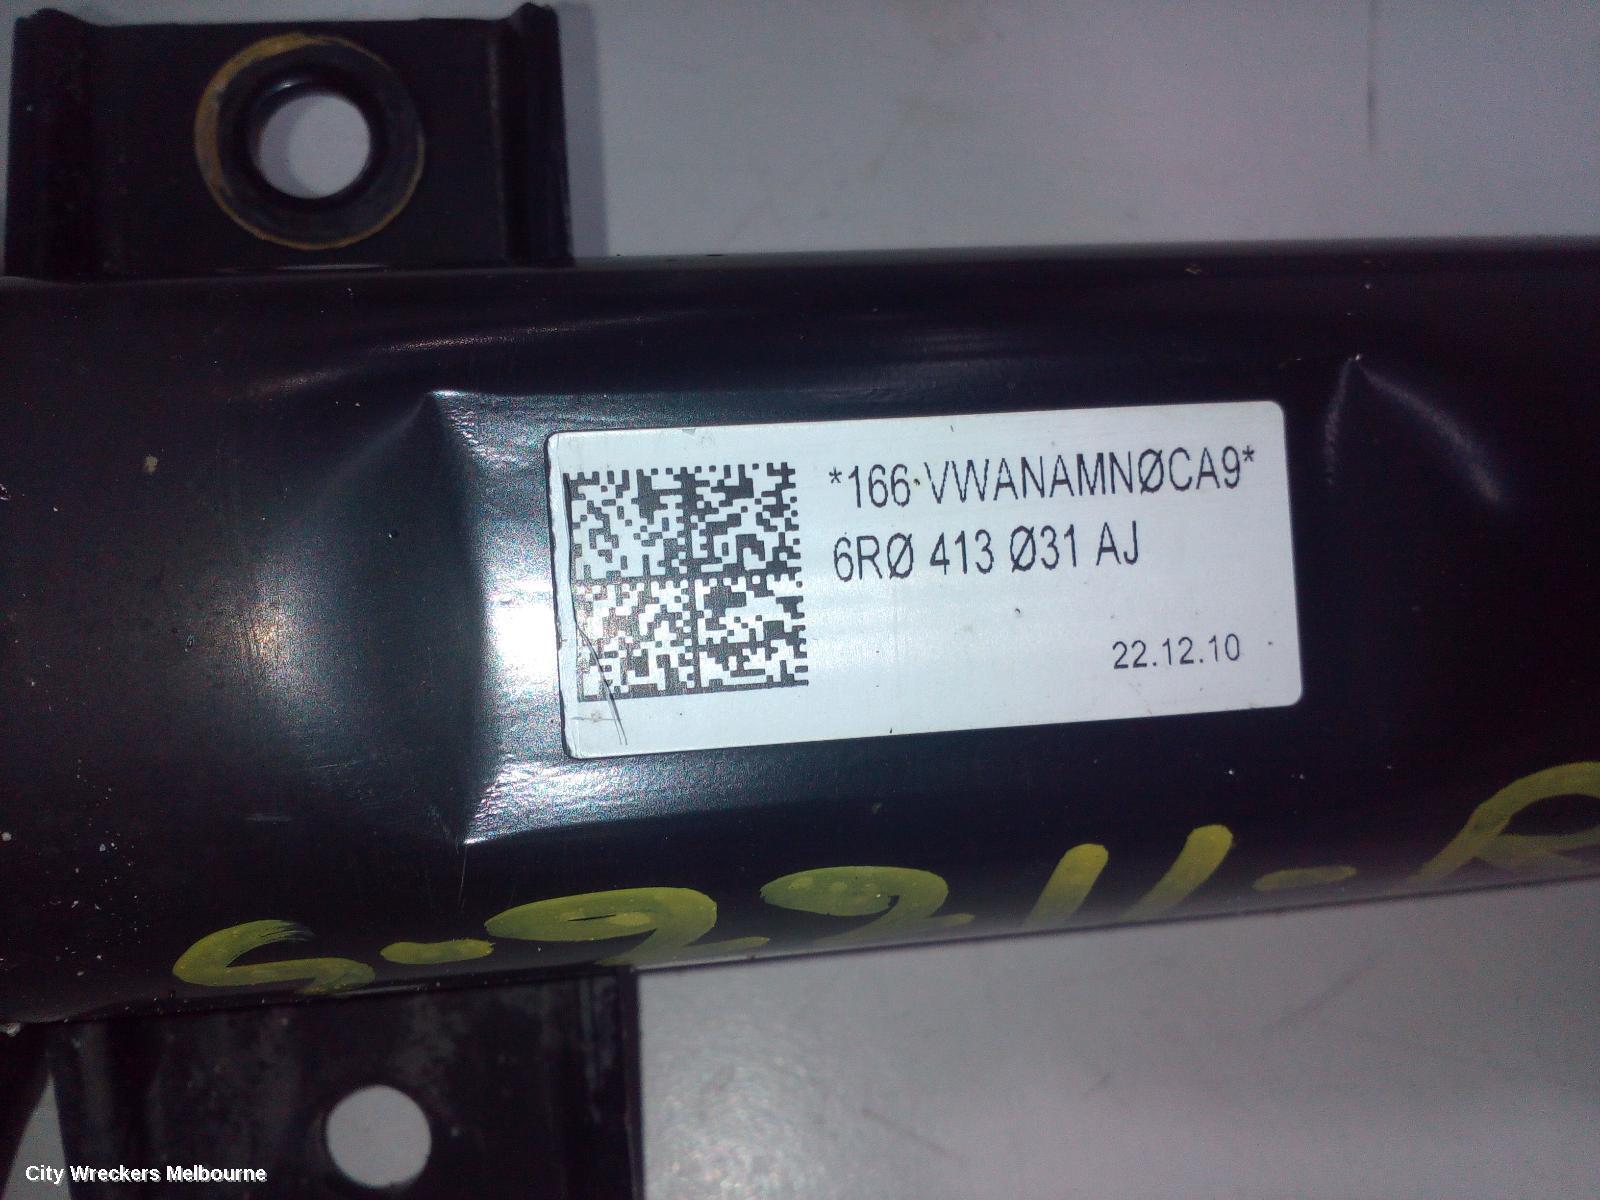 *166 VWANAMNØCA9*
6RØ 413 Ø31 AJ
22.12.10
City Wreckers Melbourne